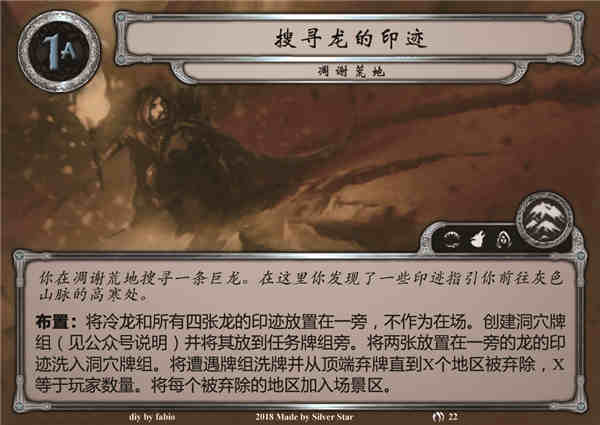 1A
搜寻龙的印迹
凋谢荒地
你在凋谢荒地搜寻一条巨龙。在这里你发现了一些印迹指引你前往灰色
山脉的高寒处。
布置：将冷龙和所有四张龙的印迹放置在一旁，不作为在场。创建洞穴牌
组（见公众号说明）并将其放到任务牌组旁。将两张放置在一旁的龙的印
迹洗入洞穴牌组。将遭遇牌组洗牌并从顶端弃牌直到X个地区被弃除，X
等于玩家数量。将每个被弃除的地区加入场景区。
diy by fabio
2018 Made by Silver Star
22